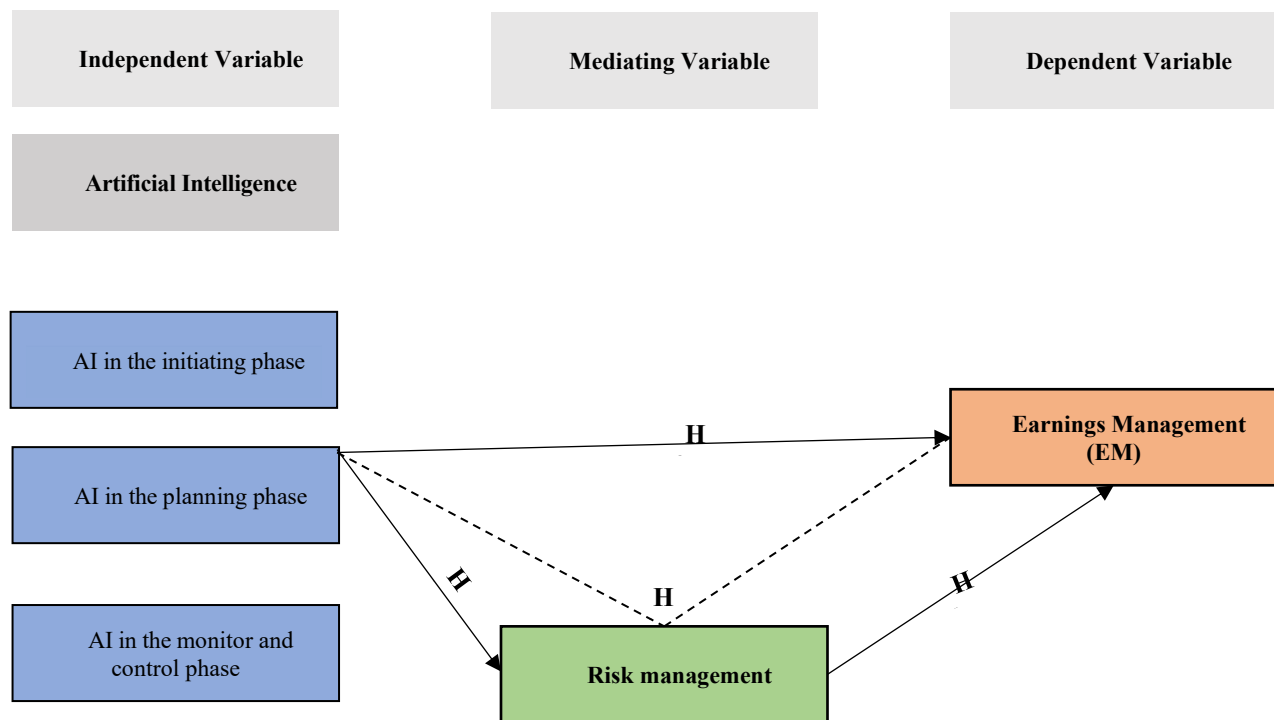 Independent Variable
Mediating Variable
Dependent Variable
Artificial Intelligence
AI in the initiating phase
AI in the planning phase
AI in the monitor and
control phase
H
Earnings Management
(EM)
H
H
H
Risk management